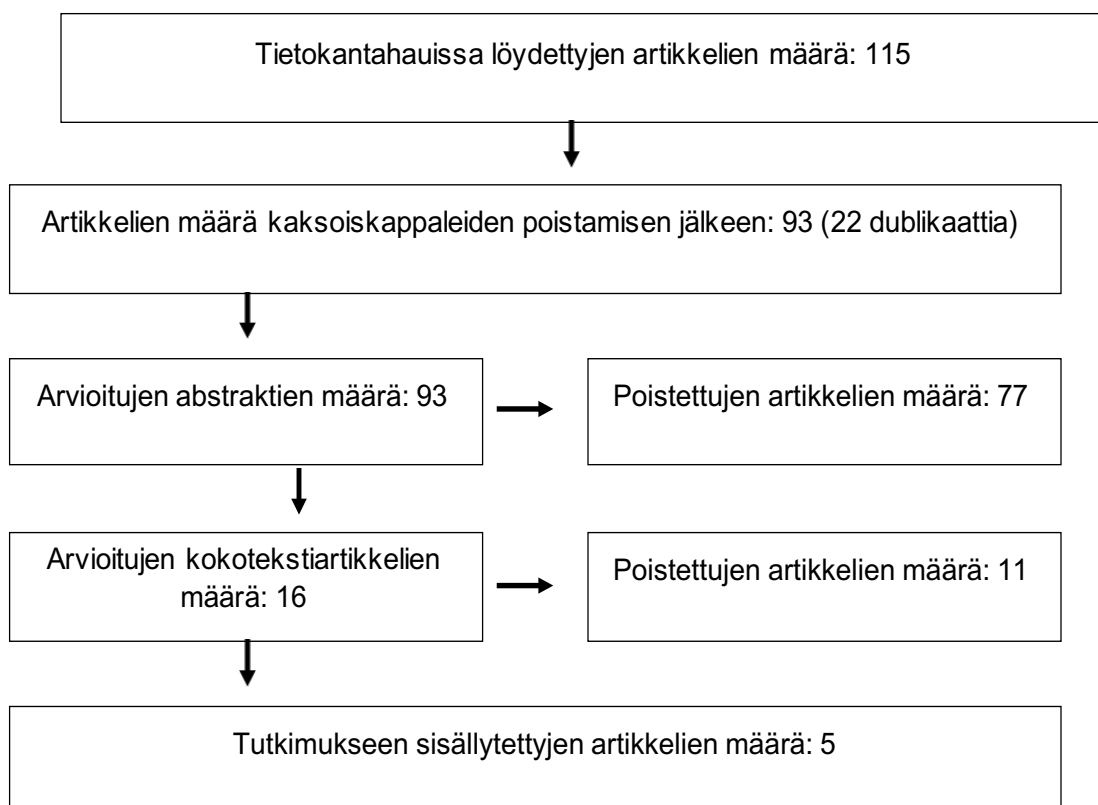 Tietokantahauissa löydettyjen artikkelien määrä: 115
Artikkelien määrä kaksoiskappaleiden poistamisen jälkeen: 93 (22 dublikaattia)
Arvioitujen abstraktien määrä: 93
Poistettujen artikkelien määrä: 77
Arvioitujen kokotekstiartikkelien
määrä: 16
Poistettujen artikkelien määrä: 11
Tutkimukseen sisällytettyjen artikkelien määrä: 5